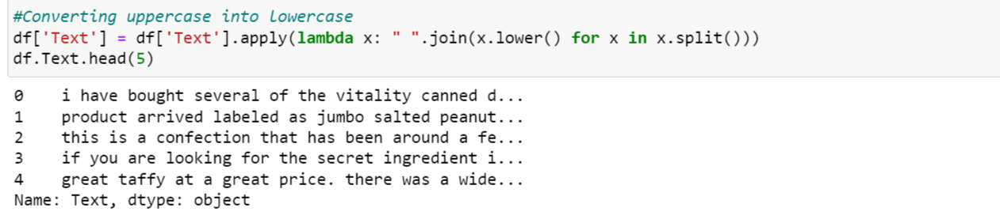 #Converting uppercase into lowercase
df['Text'] = df['Text'].apply(lambda x: " ".join(x.lower() for x in x.split()))
df.Text.head(5)
0    i have bought several of the vitality canned d...
1    product arrived labeled as jumbo salted peanut...
2    this is a confection that has been around a fe...
3    if you are looking for the secret ingredient i...
4    great taffy at a great price. there was a wide...
Name: Text, dtype: object